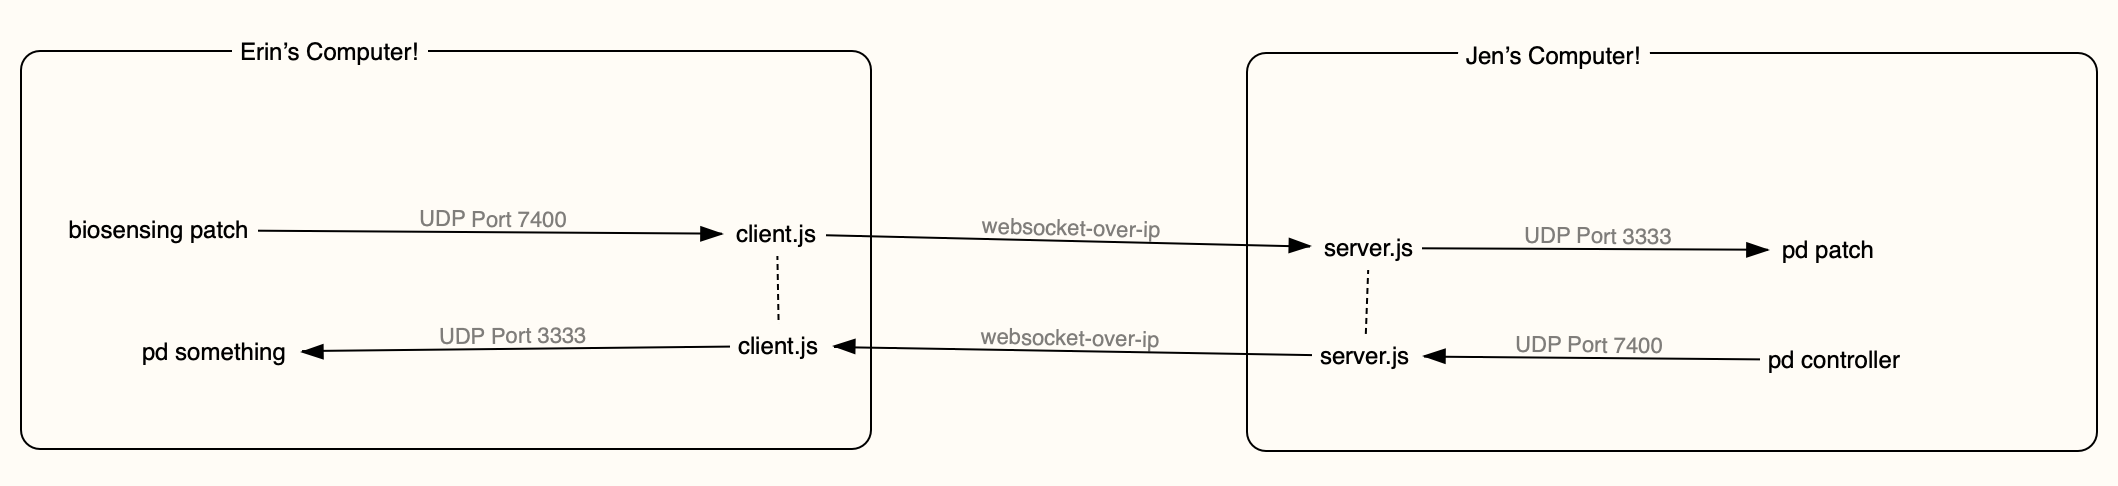 Erin’s Computer!
Jen’s Computer!
biosensing patch
UDP Port 7400
client.js
websocket-over-ip
server.js
UDP Port 3333
pd patch
pd something
UDP Port 3333
client.js
websocket-over-ip
server.js
UDP Port 7400
pd controller